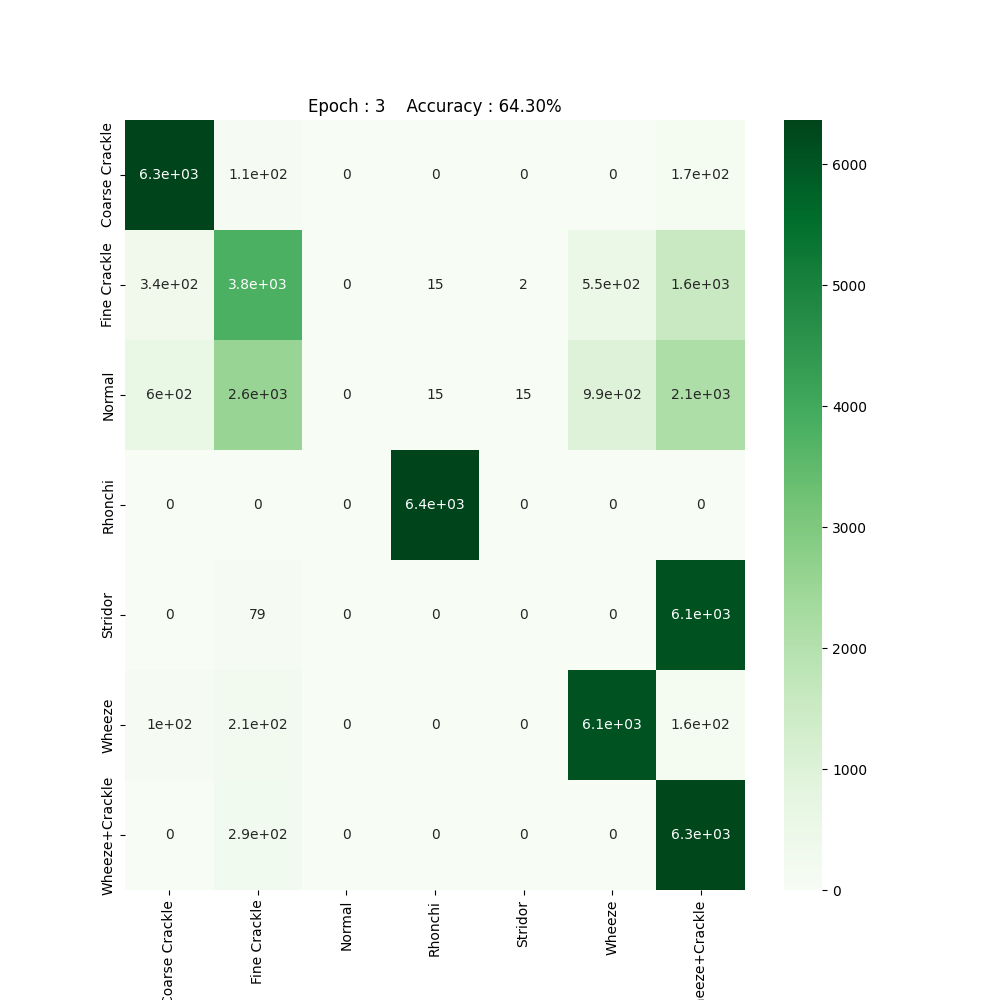 Epoch : 3 Accuracy : 64.30%
Coarse Crackle 6.3e+03 1.1e+02 0 0 0 0 1.7e+02
Fine Crackle 3.4e+02 3.8e+03 0 15 2 5.5e+02 1.6e+03
Normal 6e+02 2.6e+03 0 15 15 9.9e+02 2.1e+03
Rhonchi 0 0 0 6.4e+03 0 0 0
Stridor 0 79 0 0 0 0 6.1e+03
Wheeze 1e+02 2.1e+02 0 0 0 6.1e+03 1.6e+02
Wheeze+Crackle 0 2.9e+02 0 0 0 0 6.3e+03
oarse Crackle
Fine Crackle
Normal
Rhonchi
Stridor
Wheeze
eeze+Crackle
6000
5000
4000
3000
2000
1000
0